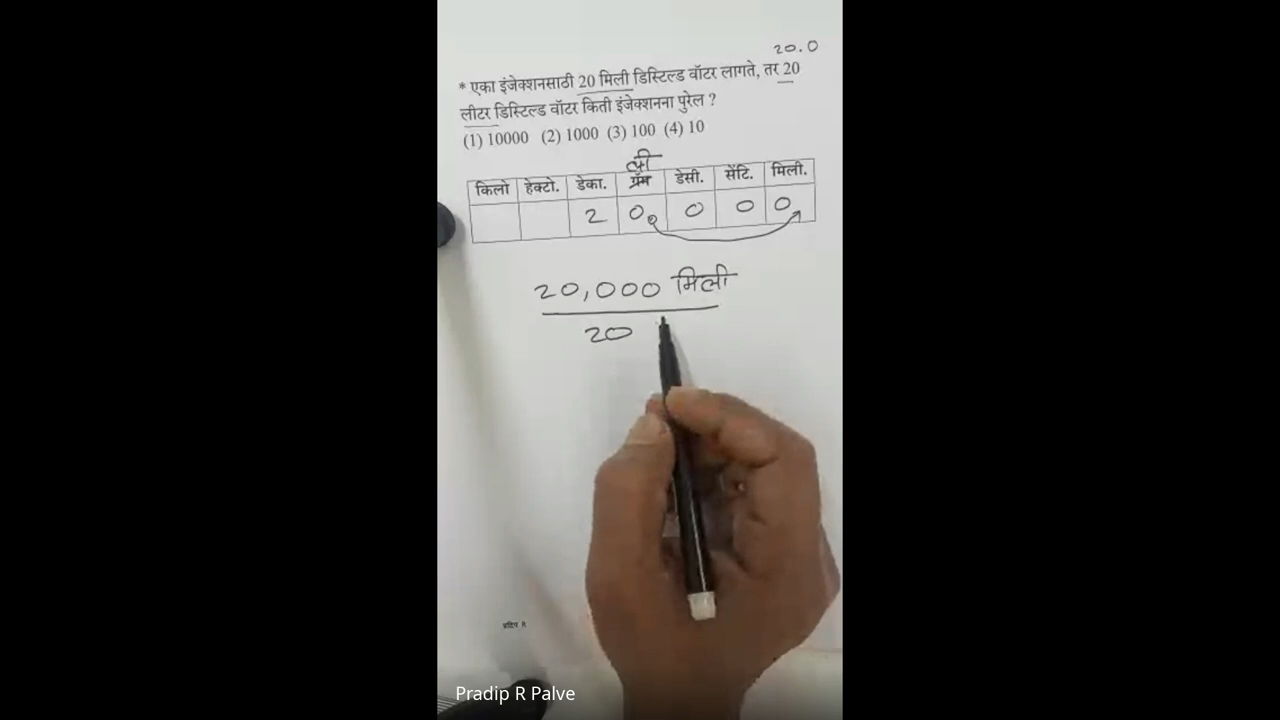 20.0
* एका इंजेक्शनसाठी 20 मिली डिस्टिल्ड वॉटर लागते, तर 20
लीटर डिस्टिल्ड वॉटर किती इंजेक्शनना पुरेल ?
(1) 10000 (2) 1000 (3) 100 (4) 10
ली
किलो हेक्टो. डेका. ग्रॅम डेसी. सेंटि. मिली.
2 0. 0 0 0
20,000 मिली
20
Pradip R Palve